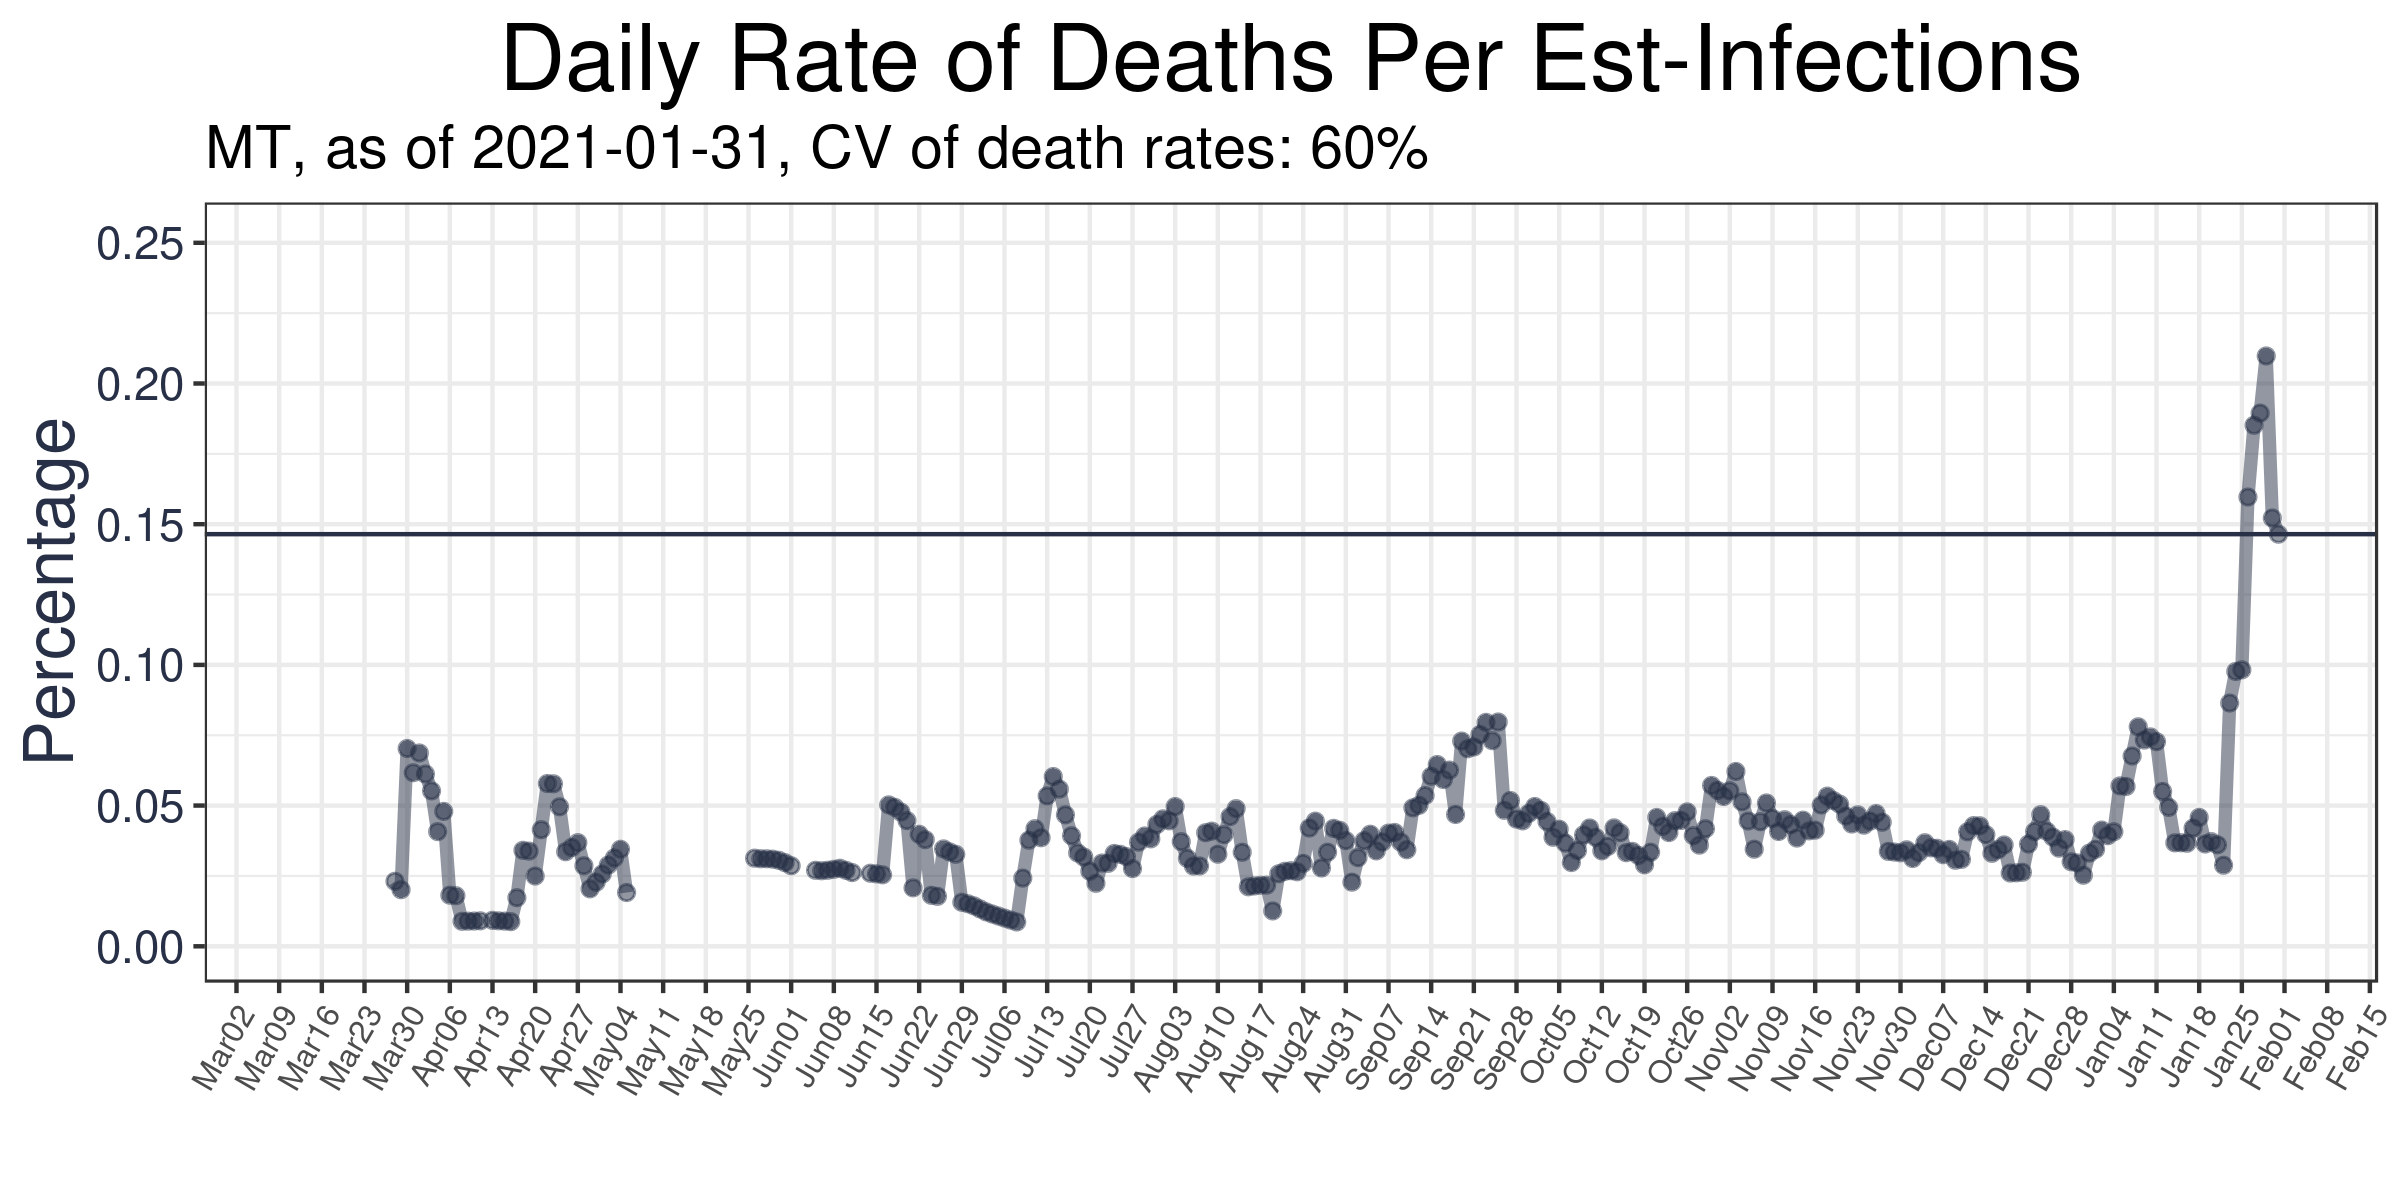 Daily Rate of Deaths Per Est-Infections
MT, as of 2021-01-31, CV of death rates: 60%
Percentage
0.25
0.20
0.15
0.10
0.05
0.00
Mar02
Mar09
Mar16
Mar23
Mar30
Apr06
Apr13
Apr20
Apr27
May04
May11
May18
May25
Jun01
Jun08
Jun15
Jun22
Jun29
Jul06
Jul13
Jul20
Jul27
Aug03
Aug10
Aug17
Aug24
Aug31
Sep07
Sep14
Sep21
Sep28
Oct05
Oct12
Oct19
Oct26
Nov02
Nov09
Nov16
Nov23
Nov30
Dec07
Dec14
Dec21
Dec28
Dec04
Jan04
Jan11
Jan18
Jan25
Feb01
Feb08
Feb15